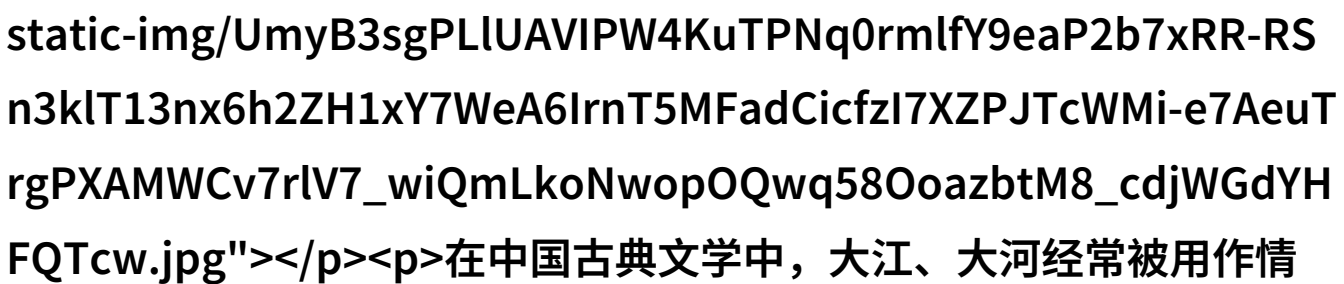 static-img/UmyB3sgPLlUAVIPW4KuTPNq0rmlfY9eaP2b7xRR-RS
n3klT13nx6h2ZH1xY7WeA6IrnT5MFadCicfzI7XZPJTcWMi-e7AeuT
rgPXAMWCv7rlV7_wiQmLkoNwopOQwq58OoazbtM8_cdjWGdYH
FQTcw.jpg"></p><p>在中国古典文学中，大江、大河经常被用作情